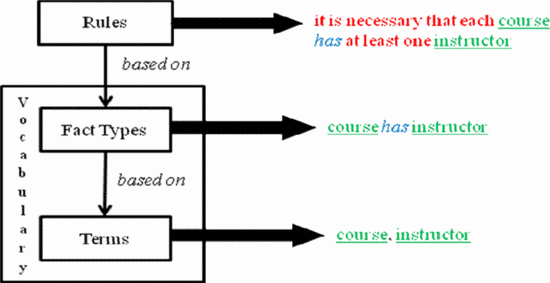 Rules
it is necessary that each course
has at least one instructor
based on
Vocabulary
Fact Types
course has instructor
based on
Terms
course, instructor